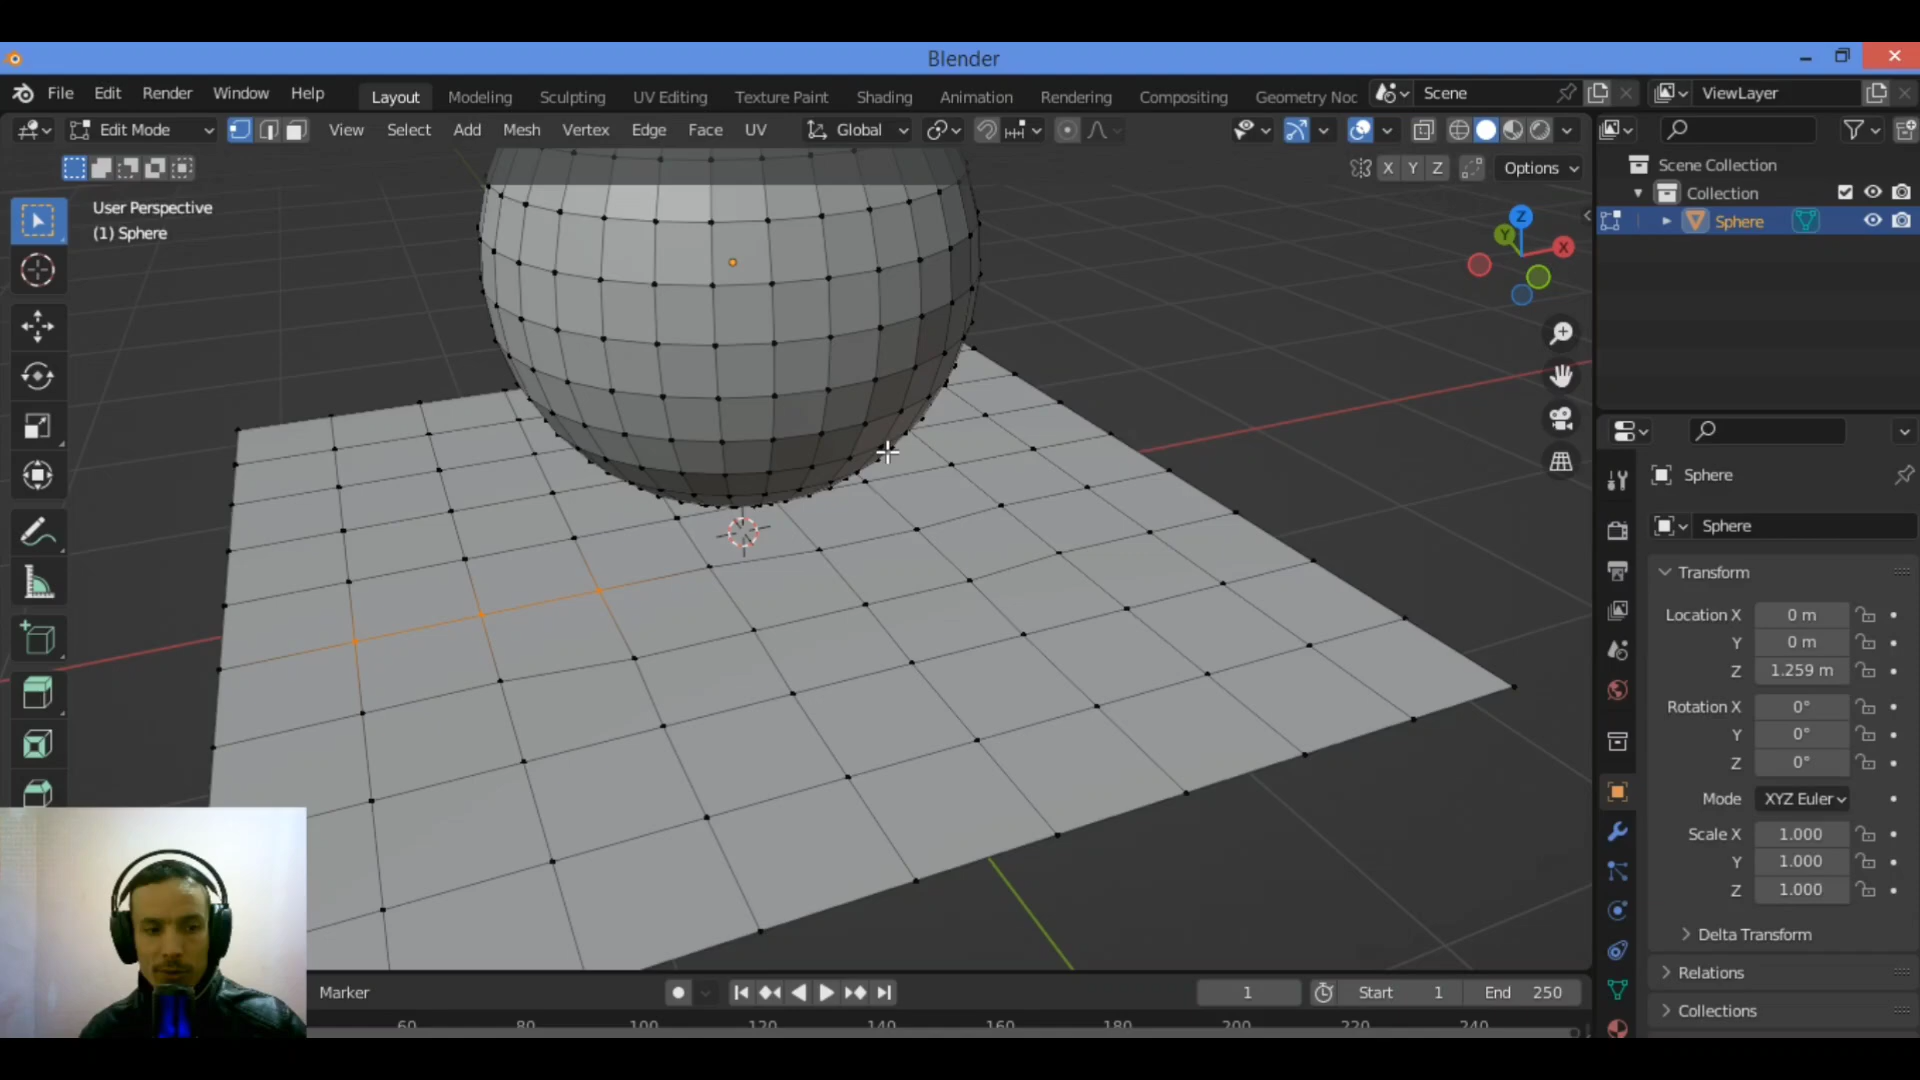 Blender
File Edit Render Window Help Layout Modeling Sculpting UV Editing Texture Paint Shading Animation Rendering Compositing Geometry Noc Scene ViewLayer
Edit Mode View Select Add Mesh Vertex Edge Face UV Global
X Y Z Options
User Perspective
(1) Sphere
Z
Y
X
Scene Collection
Collection
Sphere
Sphere
Sphere
Transform
Location X 0 m
Y 0 m
Z 1.259 m
Rotation X 0°
Y 0°
Z 0°
Mode XYZ Euler
Scale X 1.000
Y 1.000
Z 1.000
Delta Transform
Relations
Collections
Marker 1 Start 1 End 250
60 80 100 120 140 160 180 200 220 240